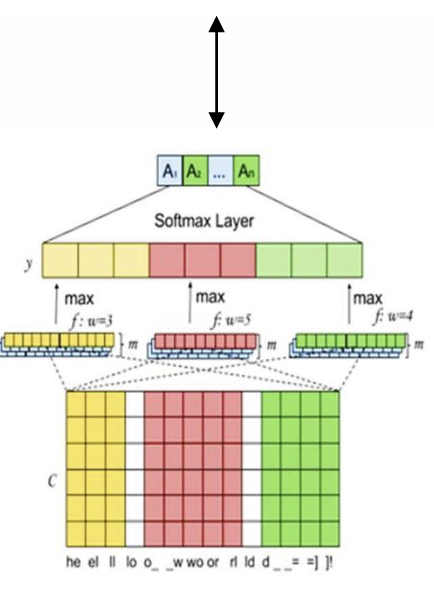 A₁ A₂ ... Aₙ
Softmax Layer
y
max max max
f: w=3 f: w=5 f: w=4
m m m
C
he el ll lo o_ _w wo or rl ld d_ _= =] ]!